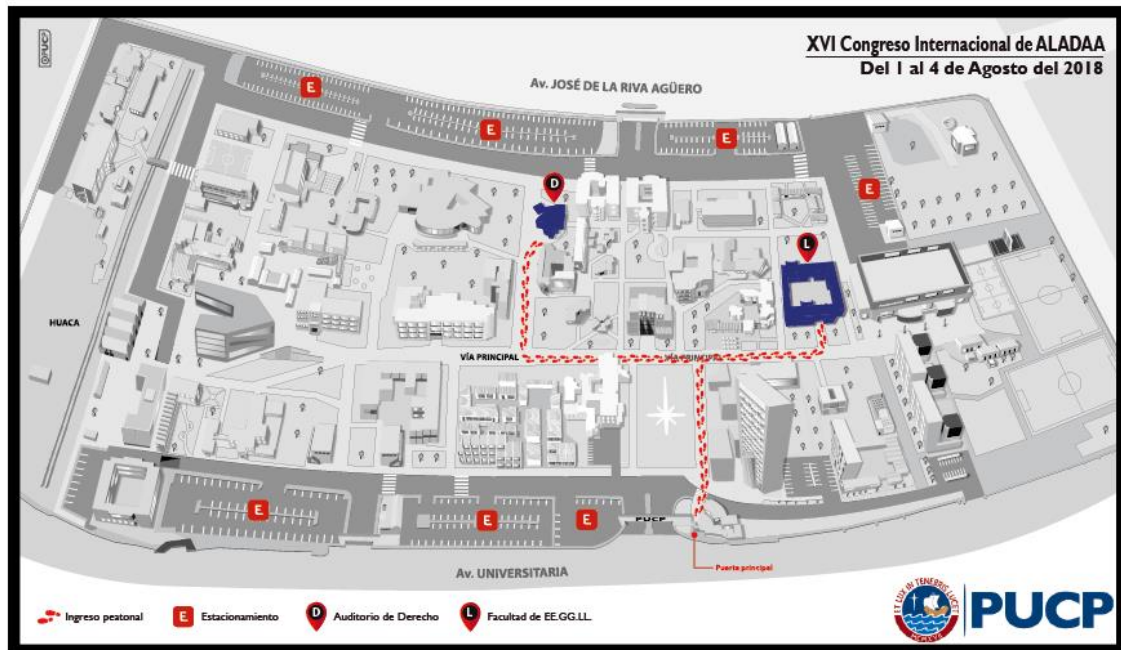 @PUCP
XVI Congreso Internacional de ALADAA
Del 1 al 4 de Agosto del 2018
Av. JOSÉ DE LA RIVA AGÜERO
E
E
E
E
D
L
HUACA
VÍA PRINCIPAL
VÍA PRINCIPAL
E
E
E
PUCP
Puerta principal
Av. UNIVERSITARIA
Ingreso peatonal
E Estacionamiento
D Auditorio de Derecho
L Facultad de EE.GG.LL.
ET LUX IN TENEBRIS LUCET
MCMXVII
PUCP